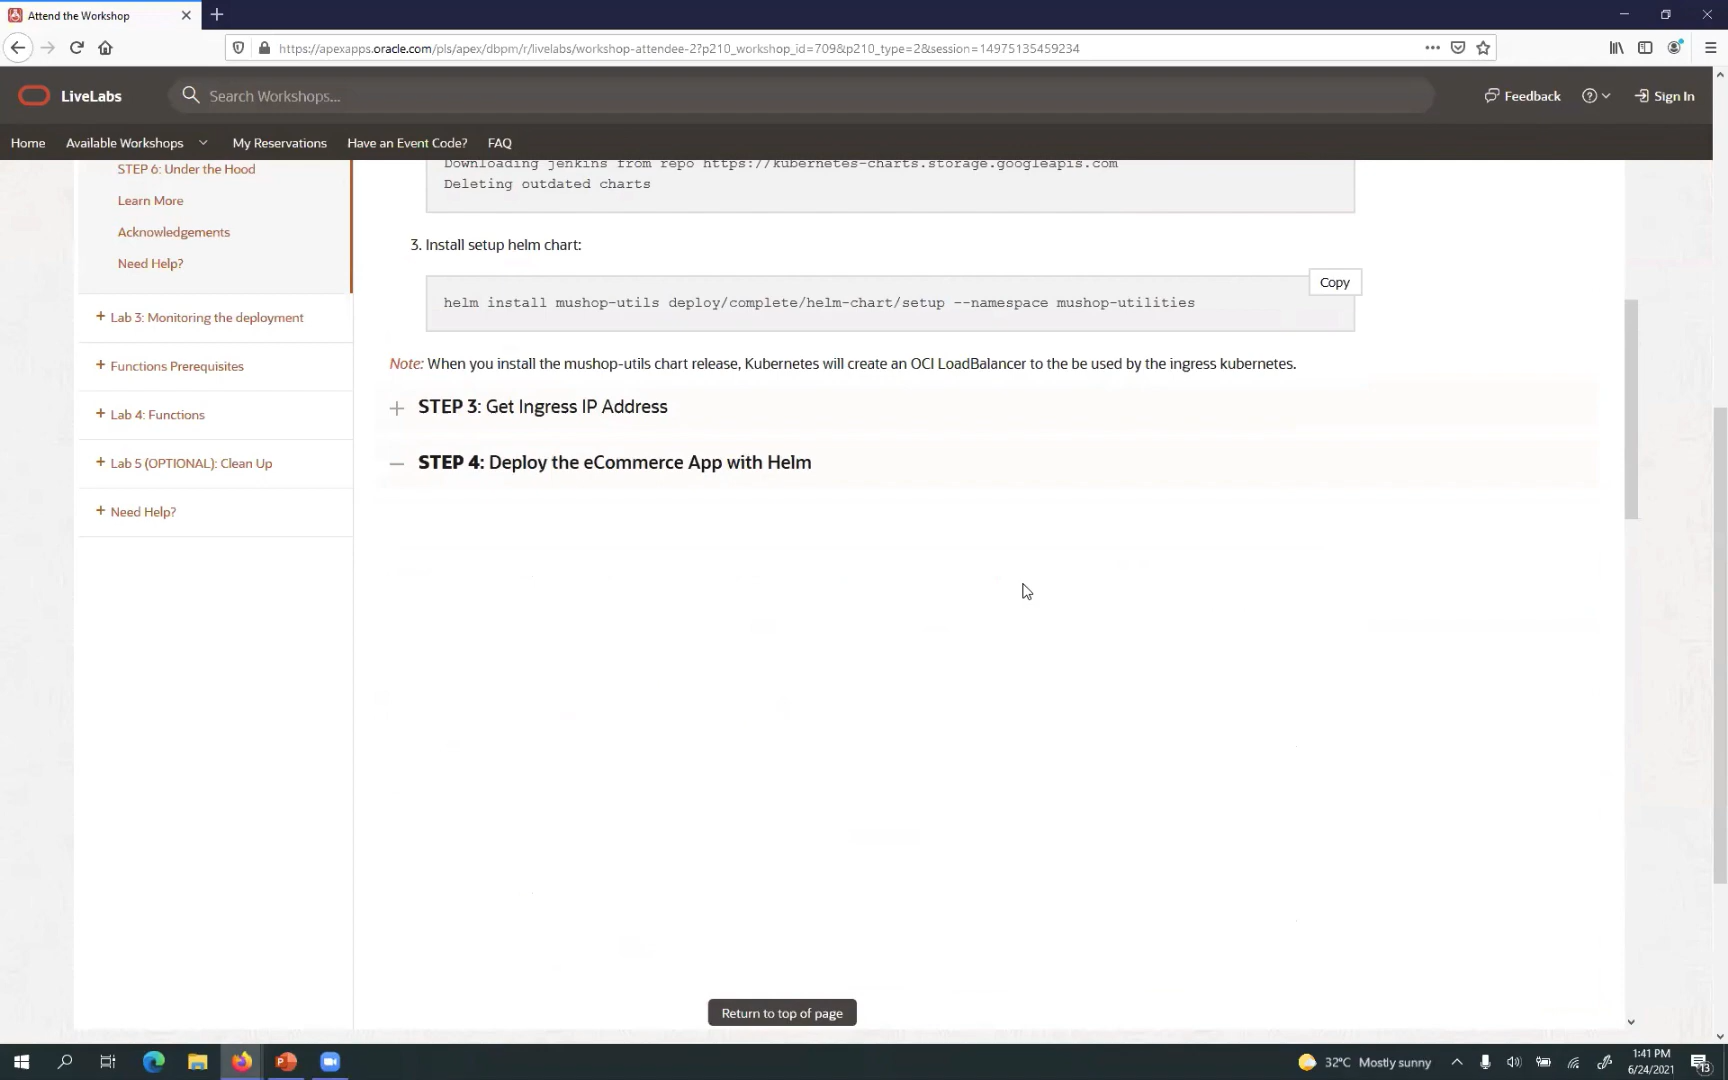 Attend the Workshop
https://apexapps.oracle.com/pls/apex/dbpm/r/livelabs/workshop-attendee-2?p210_workshop_id=709&p210_type=2&session=14975135459234
LiveLabs
Search Workshops...
Feedback
Sign In
Home
Available Workshops
My Reservations
Have an Event Code?
FAQ
STEP 6: Under the Hood
Learn More
Acknowledgements
Need Help?
+ Lab 3: Monitoring the deployment
+ Functions Prerequisites
+ Lab 4: Functions
+ Lab 5 (OPTIONAL): Clean Up
+ Need Help?
Downloading jenkins from repo https://kubernetes-charts.storage.googleapis.com
Deleting outdated charts
3. Install setup helm chart:
Copy
helm install mushop-utils deploy/complete/helm-chart/setup --namespace mushop-utilities
Note: When you install the mushop-utils chart release, Kubernetes will create an OCI LoadBalancer to the be used by the ingress kubernetes.
+ STEP 3: Get Ingress IP Address
— STEP 4: Deploy the eCommerce App with Helm
Return to top of page
32°C Mostly sunny
1:41 PM
6/24/2021
13